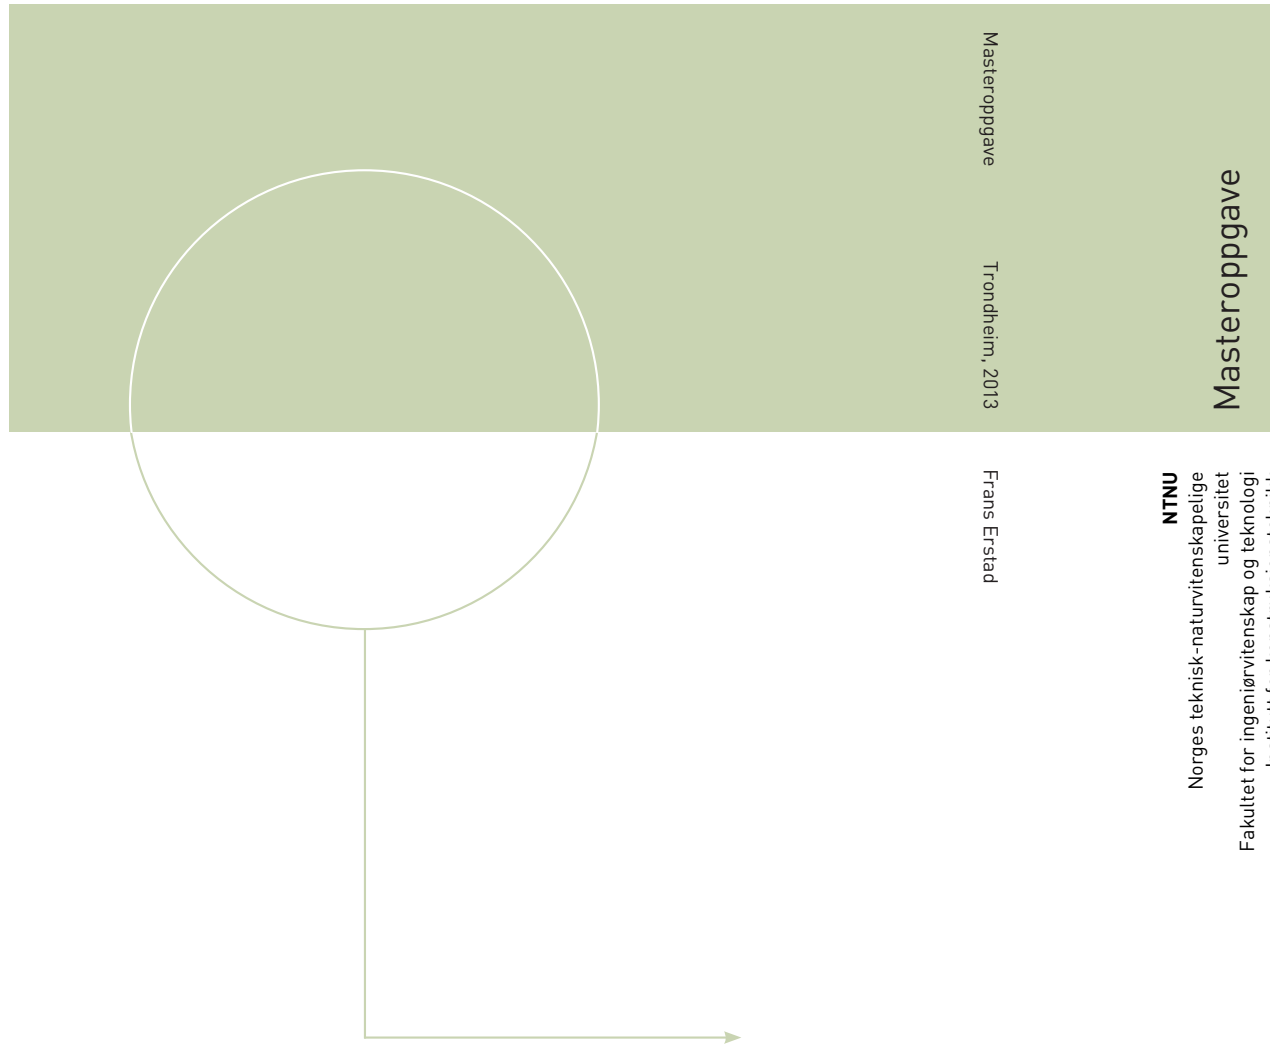 Masteroppgave
Trondheim, 2013
Frans Erstad
Masteroppgave
NTNU
Norges teknisk-naturvitenskapelige
universitet
Fakultet for ingeniørvitenskap og teknologi